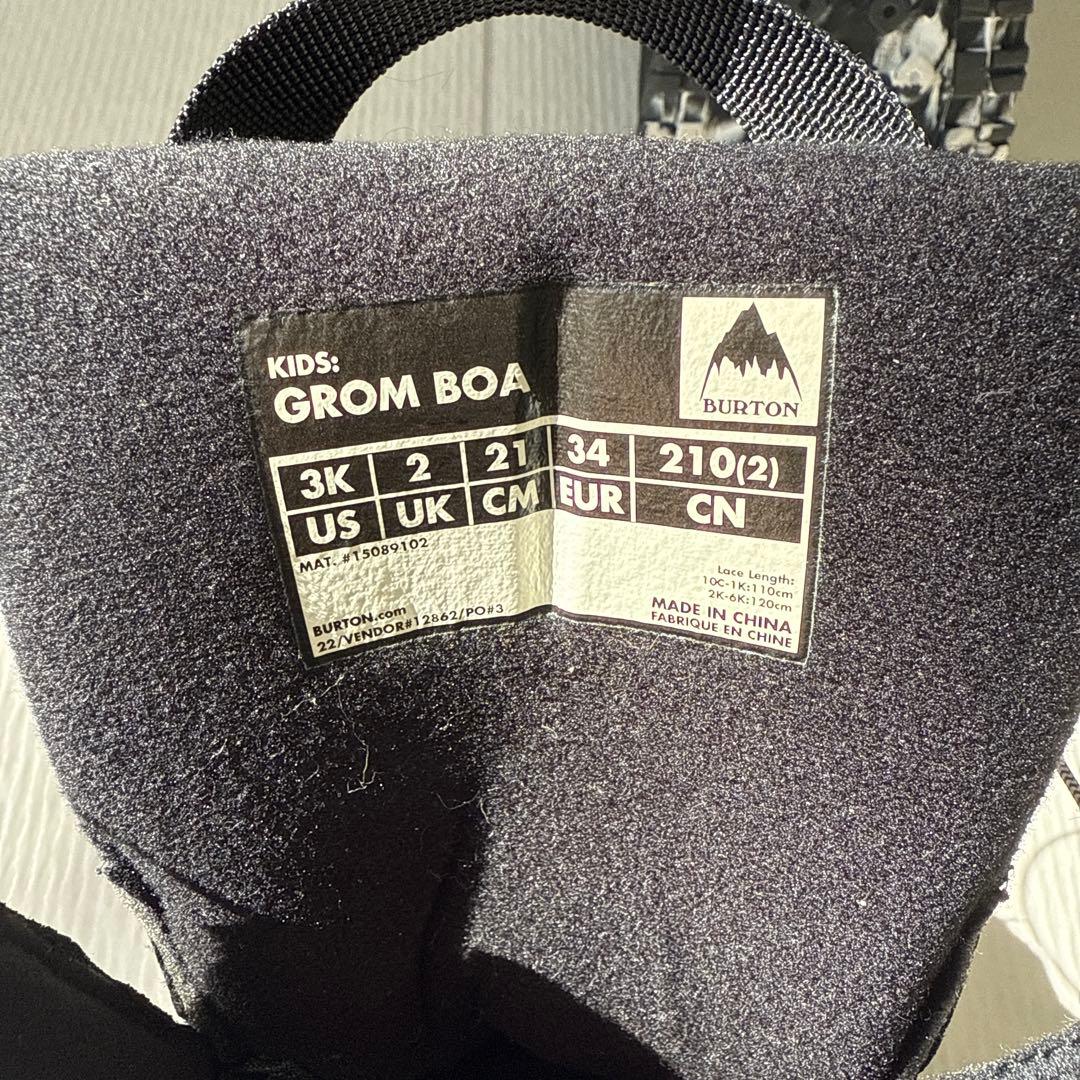 KIDS:
GROM BOA
BURTON
3K 2 21 34 210(2)
US UK CM EUR CN
MAT. #15089102
Lace Length:
10C-1K:110cm
2K-6K:120cm
BURTON.com
22/VENDOR#12862/PO#3
MADE IN CHINA
FABRIQUE EN CHINE